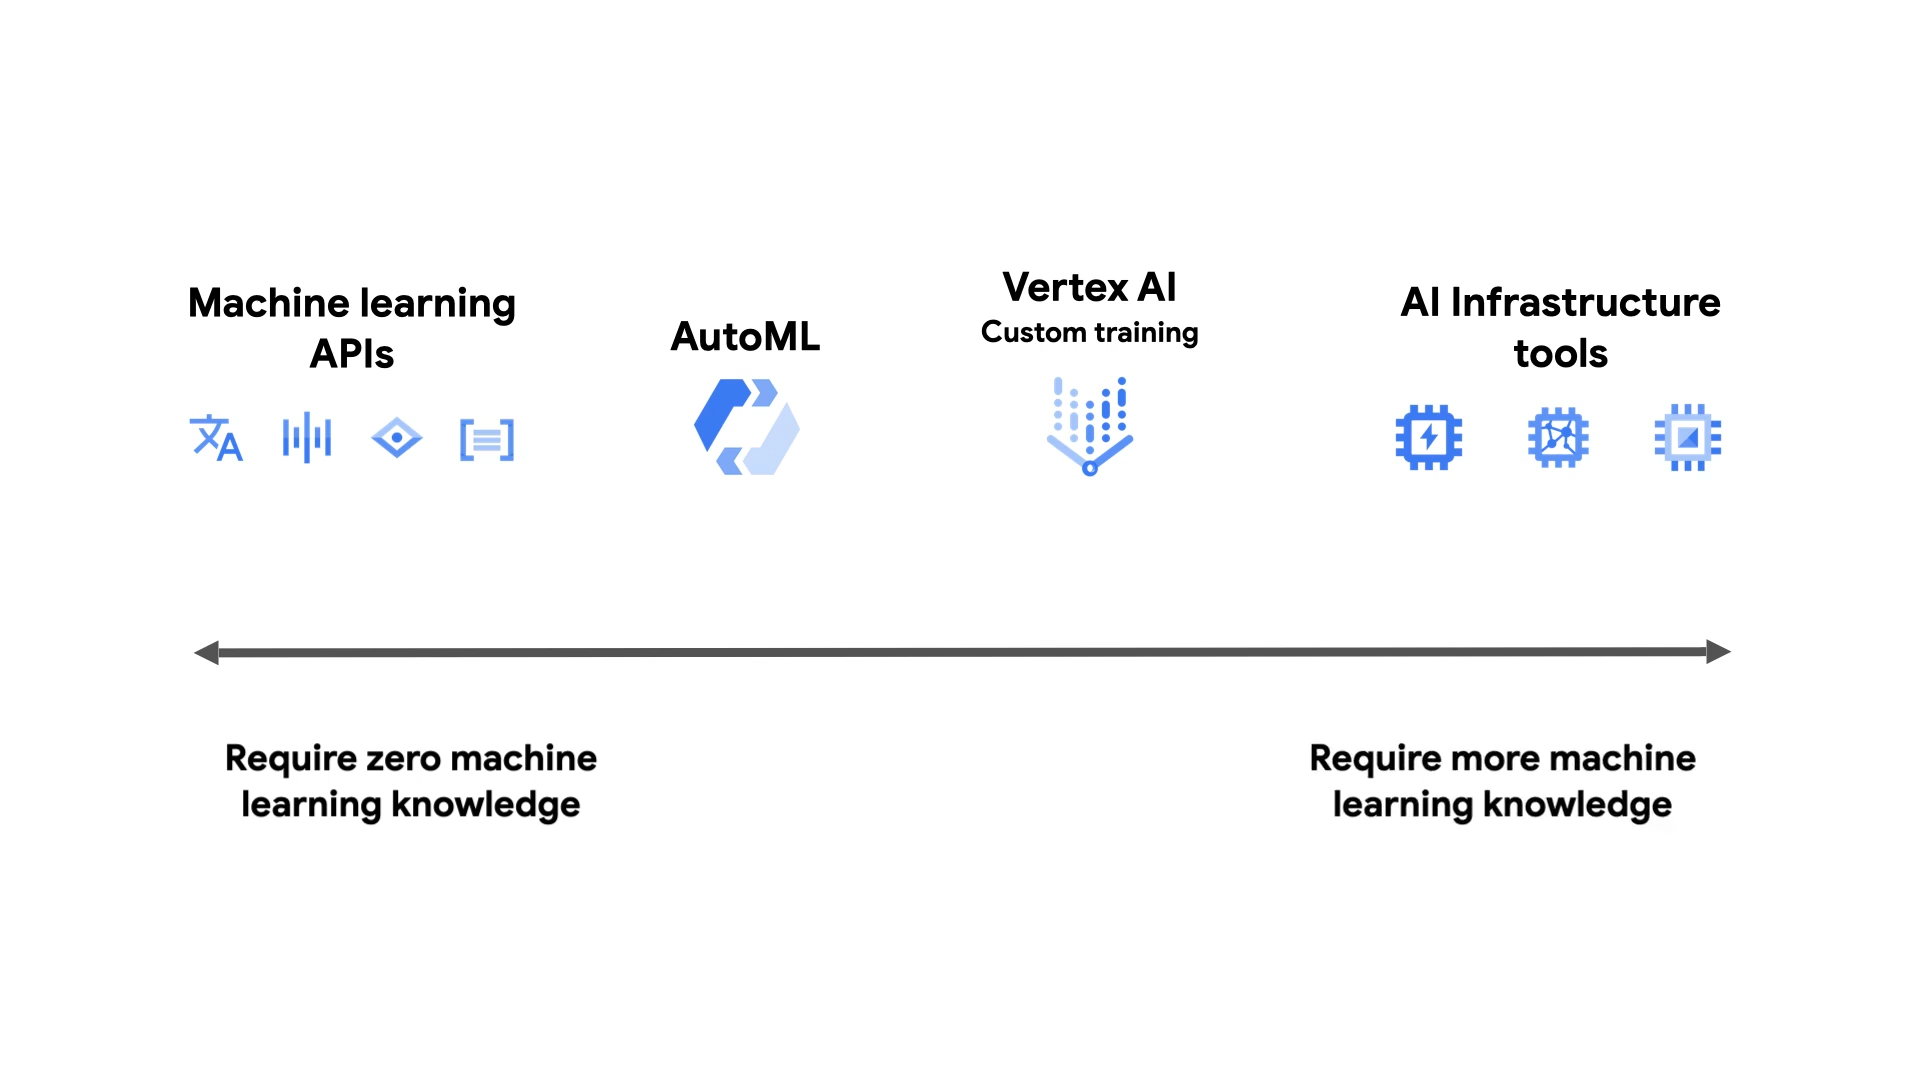 Machine learning
APIs
AutoML
Vertex AI
Custom training
AI Infrastructure
tools
Require zero machine
learning knowledge
Require more machine
learning knowledge